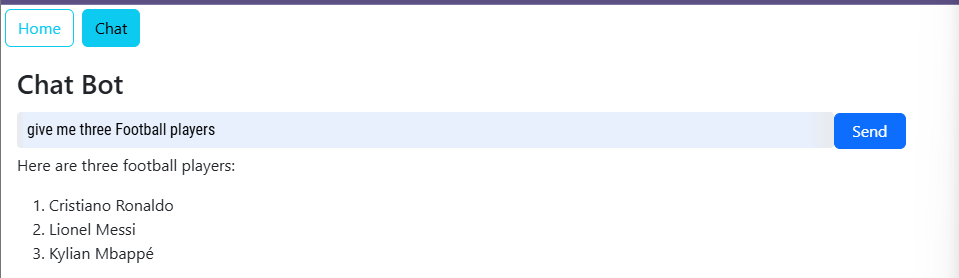 Home Chat
Chat Bot
give me three Football players Send
Here are three football players:
1. Cristiano Ronaldo
2. Lionel Messi
3. Kylian Mbappé